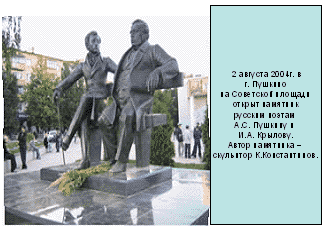 2 августа 2004г. в
г. Пушкино
на Советской площади
открыт памятник
русским поэтам
А.С. Пушкину и
И.А. Крылову.
Автор памятника –
скульптор К.Константинов.